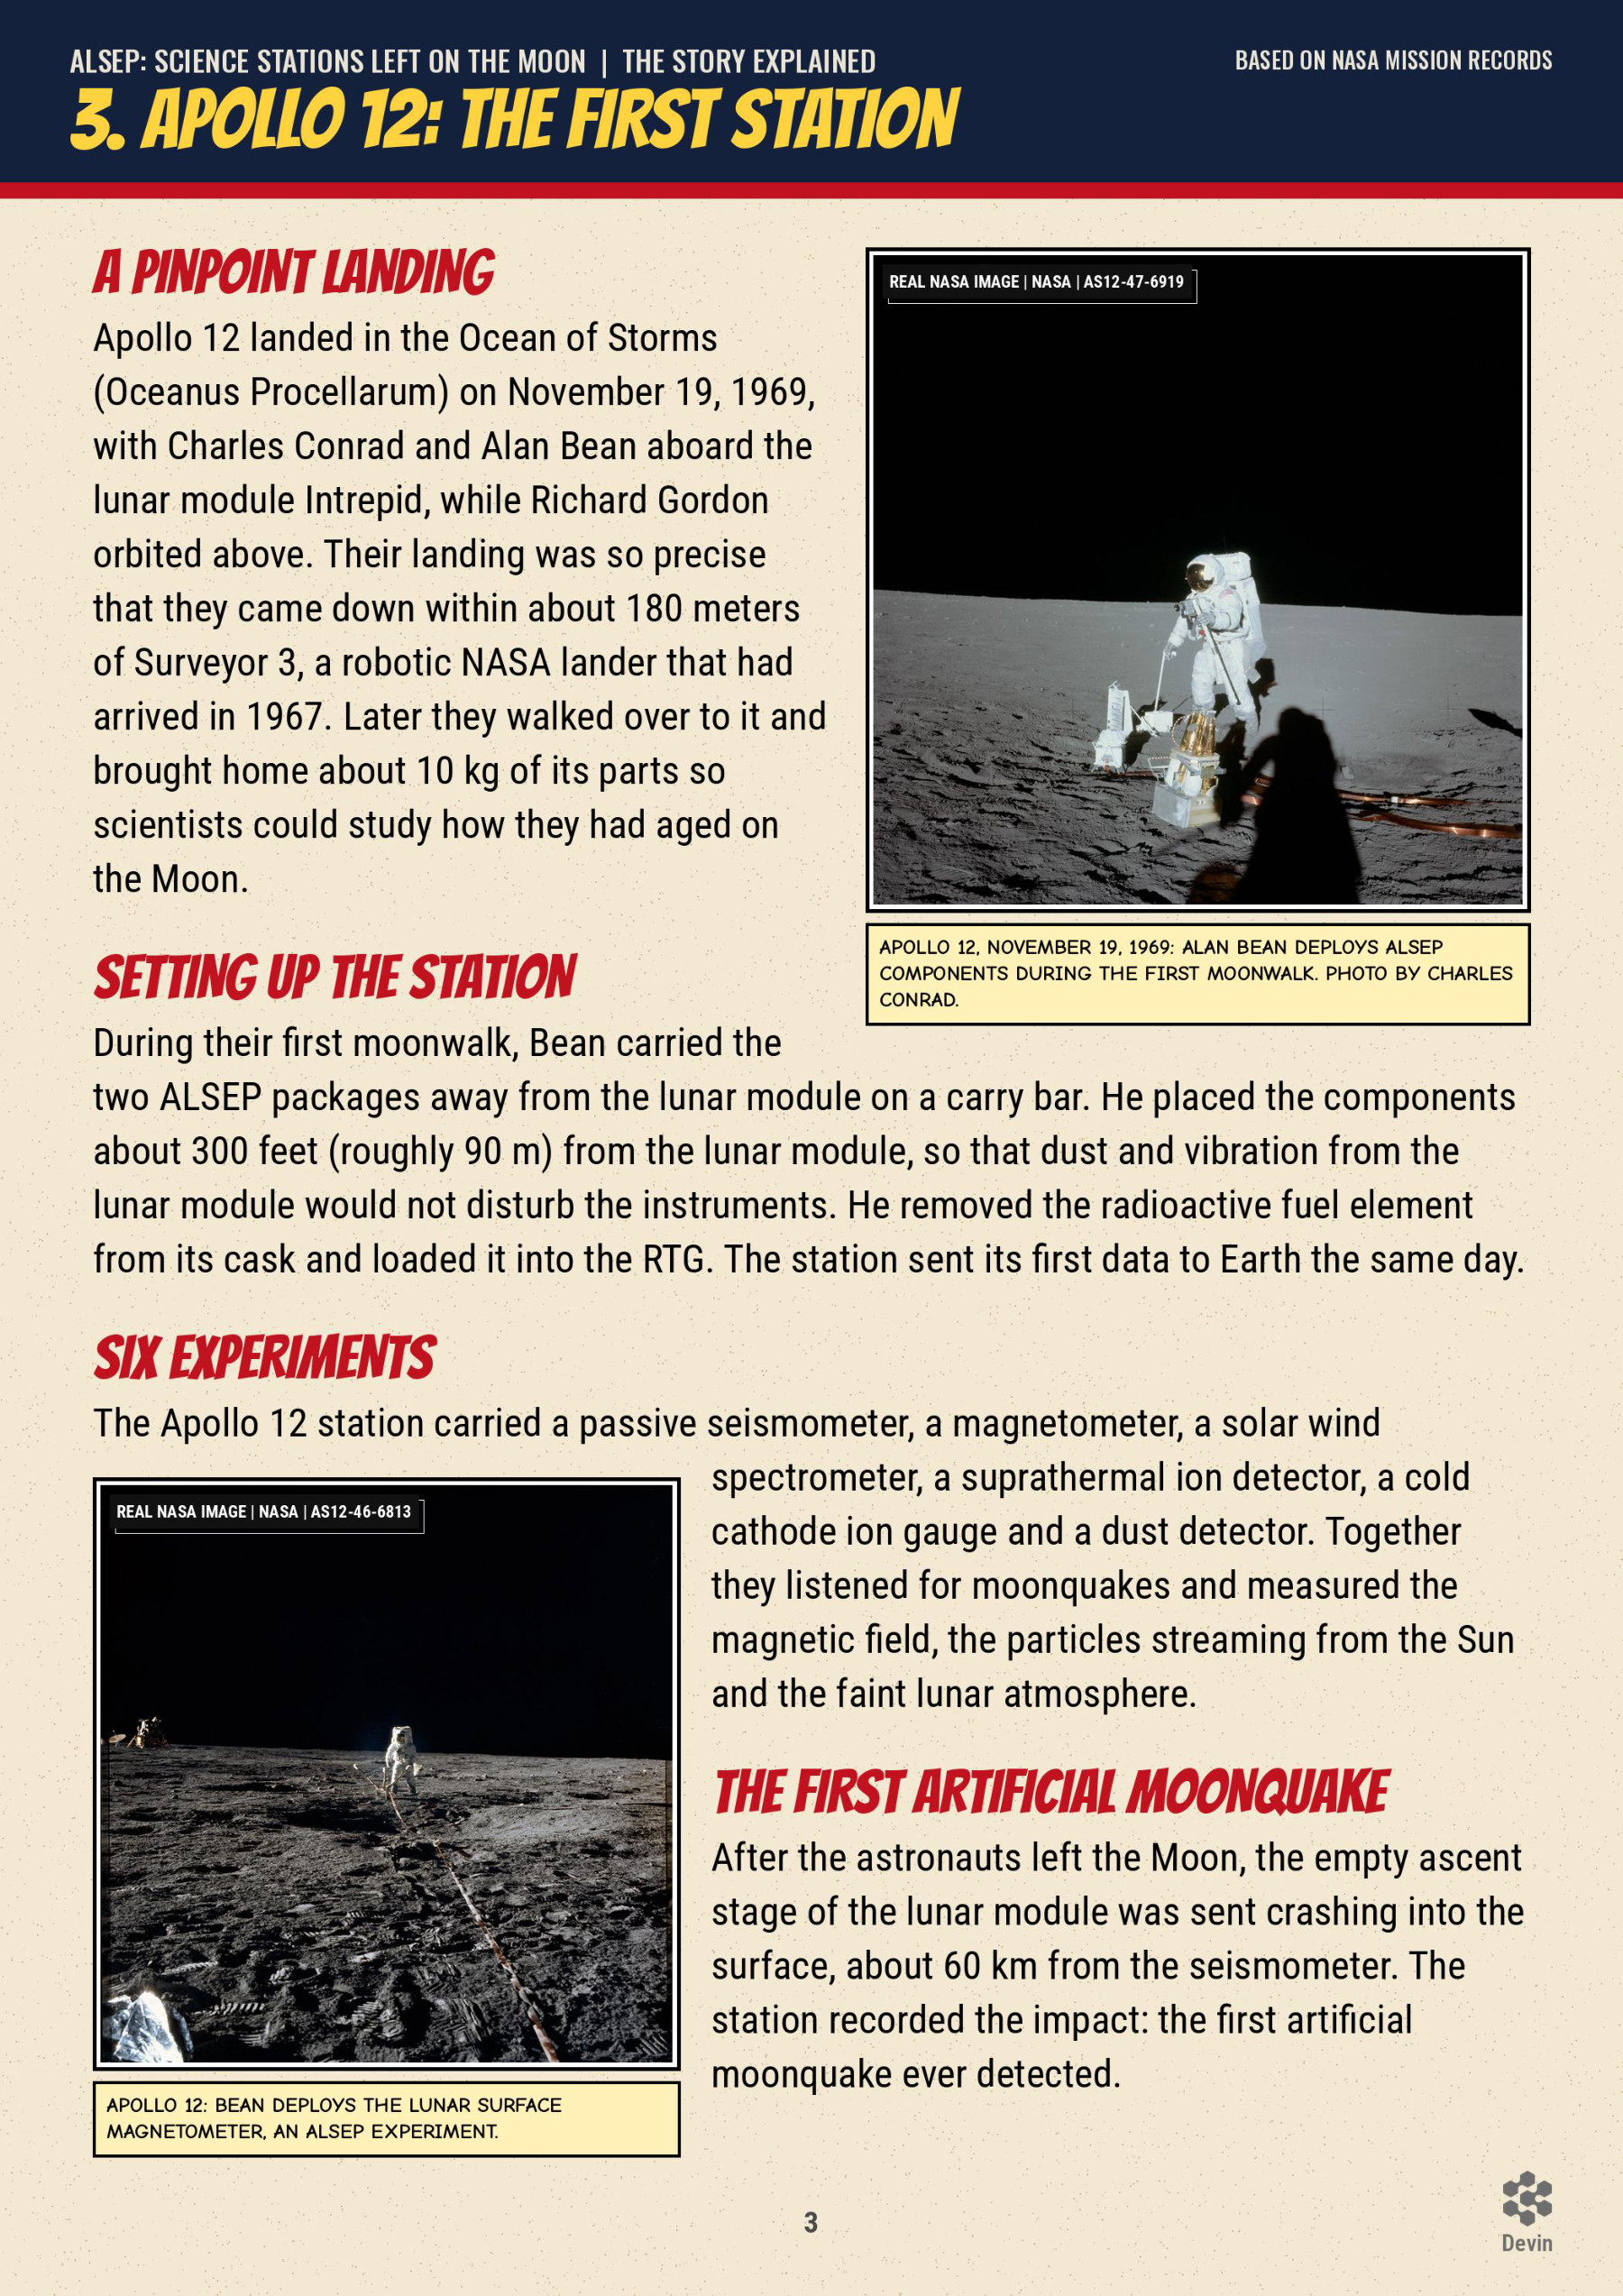 ALSEP: SCIENCE STATIONS LEFT ON THE MOON | THE STORY EXPLAINED
BASED ON NASA MISSION RECORDS
3. APOLLO 12: THE FIRST STATION
A PINPOINT LANDING
Apollo 12 landed in the Ocean of Storms
(Oceanus Procellarum) on November 19, 1969,
with Charles Conrad and Alan Bean aboard the
lunar module Intrepid, while Richard Gordon
orbited above. Their landing was so precise
that they came down within about 180 meters
of Surveyor 3, a robotic NASA lander that had
arrived in 1967. Later they walked over to it and
brought home about 10 kg of its parts so
scientists could study how they had aged on
the Moon.
REAL NASA IMAGE | NASA | AS12-47-6919
APOLLO 12, NOVEMBER 19, 1969: ALAN BEAN DEPLOYS ALSEP
COMPONENTS DURING THE FIRST MOONWALK. PHOTO BY CHARLES
CONRAD.
SETTING UP THE STATION
During their first moonwalk, Bean carried the
two ALSEP packages away from the lunar module on a carry bar. He placed the components
about 300 feet (roughly 90 m) from the lunar module, so that dust and vibration from the
lunar module would not disturb the instruments. He removed the radioactive fuel element
from its cask and loaded it into the RTG. The station sent its first data to Earth the same day.
SIX EXPERIMENTS
The Apollo 12 station carried a passive seismometer, a magnetometer, a solar wind
spectrometer, a suprathermal ion detector, a cold
cathode ion gauge and a dust detector. Together
they listened for moonquakes and measured the
magnetic field, the particles streaming from the Sun
and the faint lunar atmosphere.
REAL NASA IMAGE | NASA | AS12-46-6813
APOLLO 12: BEAN DEPLOYS THE LUNAR SURFACE
MAGNETOMETER, AN ALSEP EXPERIMENT.
THE FIRST ARTIFICIAL MOONQUAKE
After the astronauts left the Moon, the empty ascent
stage of the lunar module was sent crashing into the
surface, about 60 km from the seismometer. The
station recorded the impact: the first artificial
moonquake ever detected.
3
Devin